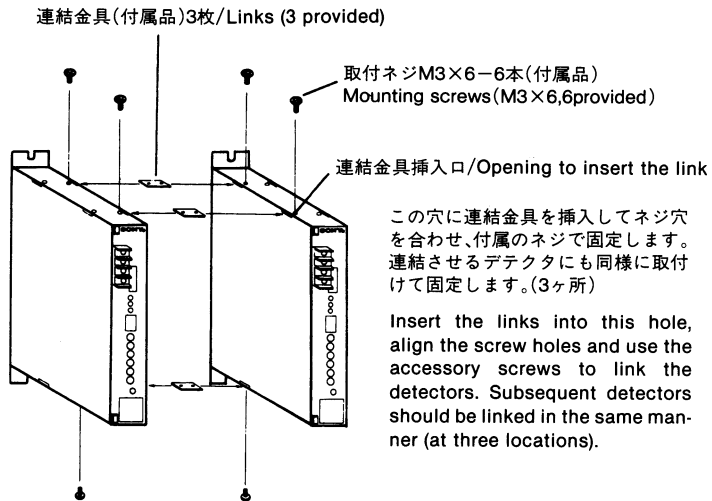 連結金具(付属品)3枚/Links (3 provided)
取付ネジM3×6−6本(付属品)
Mounting screws(M3×6,6provided)
連結金具挿入口/Opening to insert the link
この穴に連結金具を挿入してネジ穴
を合わせ、付属のネジで固定します。
連結させるデテクタにも同様に取付
けて固定します。(3ヶ所)
Insert the links into this hole,
align the screw holes and use the
accessory screws to link the
detectors. Subsequent detectors
should be linked in the same man-
ner (at three locations).